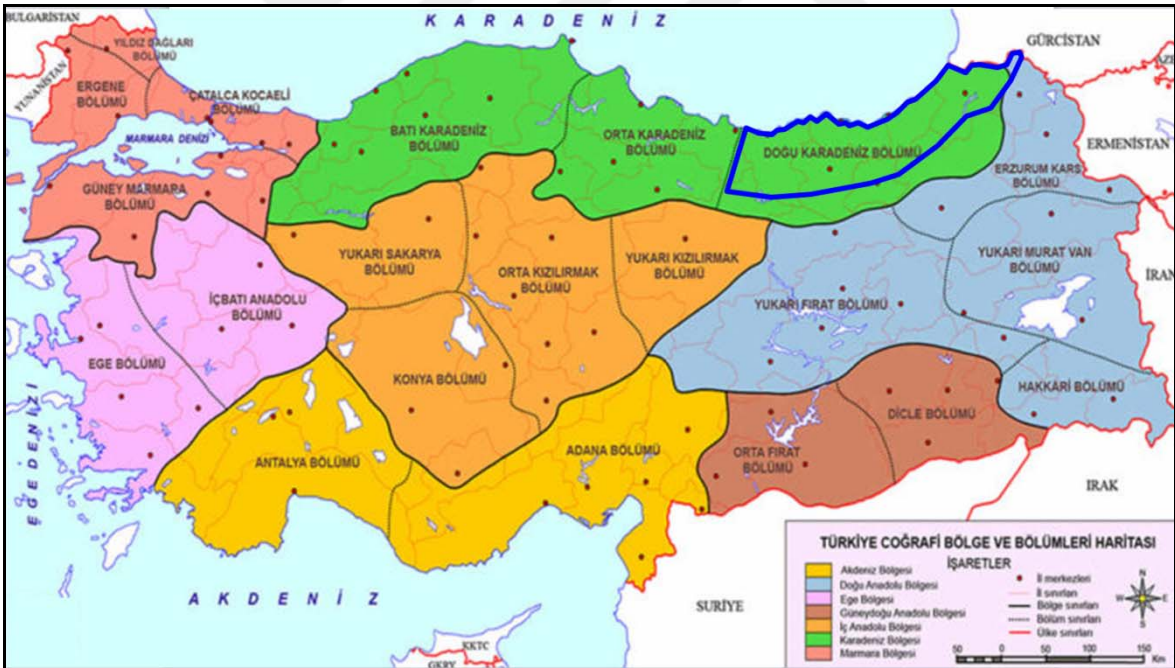 KARADENİZ
BULGARİSTAN
YILDIZ DAĞLARI
BÖLÜMÜ
YUNANİSTAN
ERGENE
BÖLÜMÜ
ÇATALCA KOCAELİ
BÖLÜMÜ
MARMARA DENİZİ
GÜNEY MARMARA
BÖLÜMÜ
BATI KARADENİZ
BÖLÜMÜ
ORTA KARADENİZ
BÖLÜMÜ
DOĞU KARADENİZ BÖLÜMÜ
GÜRCİSTAN
AZE
ERMENİSTAN
ERZURUM KARS
BÖLÜMÜ
YUKARI SAKARYA
BÖLÜMÜ
ORTA KIZILIRMAK
BÖLÜMÜ
YUKARI KIZILIRMAK
BÖLÜMÜ
YUKARI MURAT VAN
BÖLÜMÜ
İRAN
İÇBATI ANADOLU
BÖLÜMÜ
YUKARI FIRAT BÖLÜMÜ
EGE BÖLÜMÜ
KONYA BÖLÜMÜ
HAKKARİ BÖLÜMÜ
DİCLE BÖLÜMÜ
EGE DENİZİ
ANTALYA BÖLÜMÜ
ADANA BÖLÜMÜ
ORTA FIRAT
BÖLÜMÜ
IRAK
SURİYE
AKDENİZ
KKTC
GKRY
TÜRKİYE COĞRAFİ BÖLGE VE BÖLÜMLERİ HARİTASI
İŞARETLER
Akdeniz Bölgesi
Doğu Anadolu Bölgesi
Ege Bölgesi
Güneydoğu Anadolu Bölgesi
İç Anadolu Bölgesi
Karadeniz Bölgesi
Marmara Bölgesi
İl merkezleri
İl sınırları
Bölge sınırları
Bölüm sınırları
Ülke sınırları
N
W E
S
50 0 50 100 150
Km